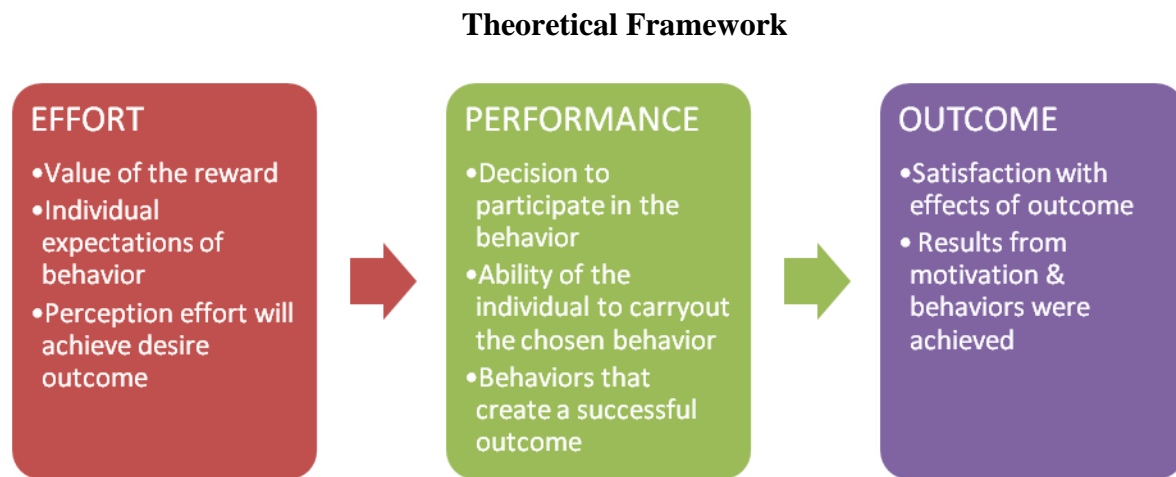 Theoretical Framework
EFFORT
•Value of the reward
•Individual
expectations of
behavior
•Perception effort will
achieve desire
outcome
PERFORMANCE
•Decision to
participate in the
behavior
•Ability of the
individual to carryout
the chosen behavior
•Behaviors that
create a successful
outcome
OUTCOME
•Satisfaction with
effects of outcome
• Results from
motivation &
behaviors were
achieved